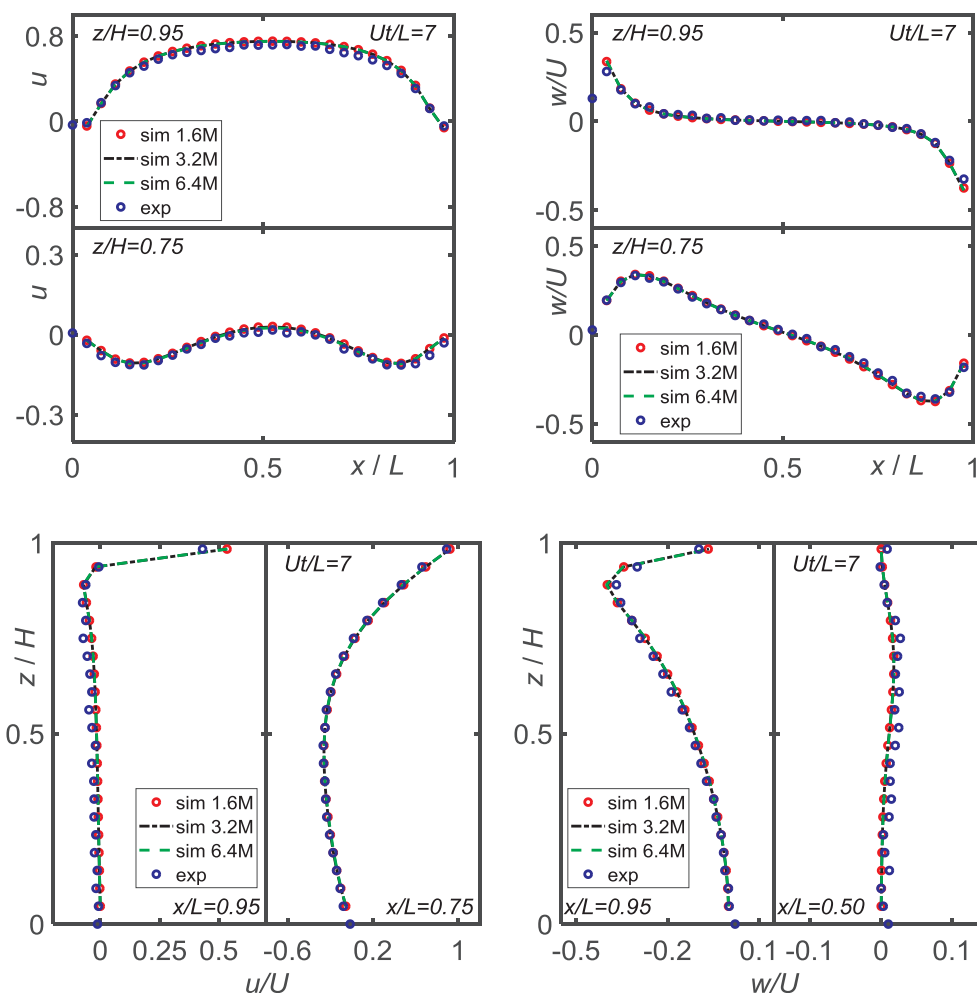 z/H=0.95
Ut/L=7
0.8
0
-0.8
u
sim 1.6M
sim 3.2M
sim 6.4M
exp
z/H=0.75
0.3
0
-0.3
u
0
0.5
1
x / L
z/H=0.95
Ut/L=7
0.5
0
-0.5
w/U
z/H=0.75
0.5
0
-0.5
w/U
sim 1.6M
sim 3.2M
sim 6.4M
exp
0
0.5
1
x / L
1
0.5
0
z / H
Ut/L=7
sim 1.6M
sim 3.2M
sim 6.4M
exp
x/L=0.95
x/L=0.75
0
0.25
0.5
-0.6
0.2
1
u/U
1
0.5
0
z / H
Ut/L=7
sim 1.6M
sim 3.2M
sim 6.4M
exp
x/L=0.95
x/L=0.50
-0.5
-0.2
0.1
-0.1
0
0.1
w/U